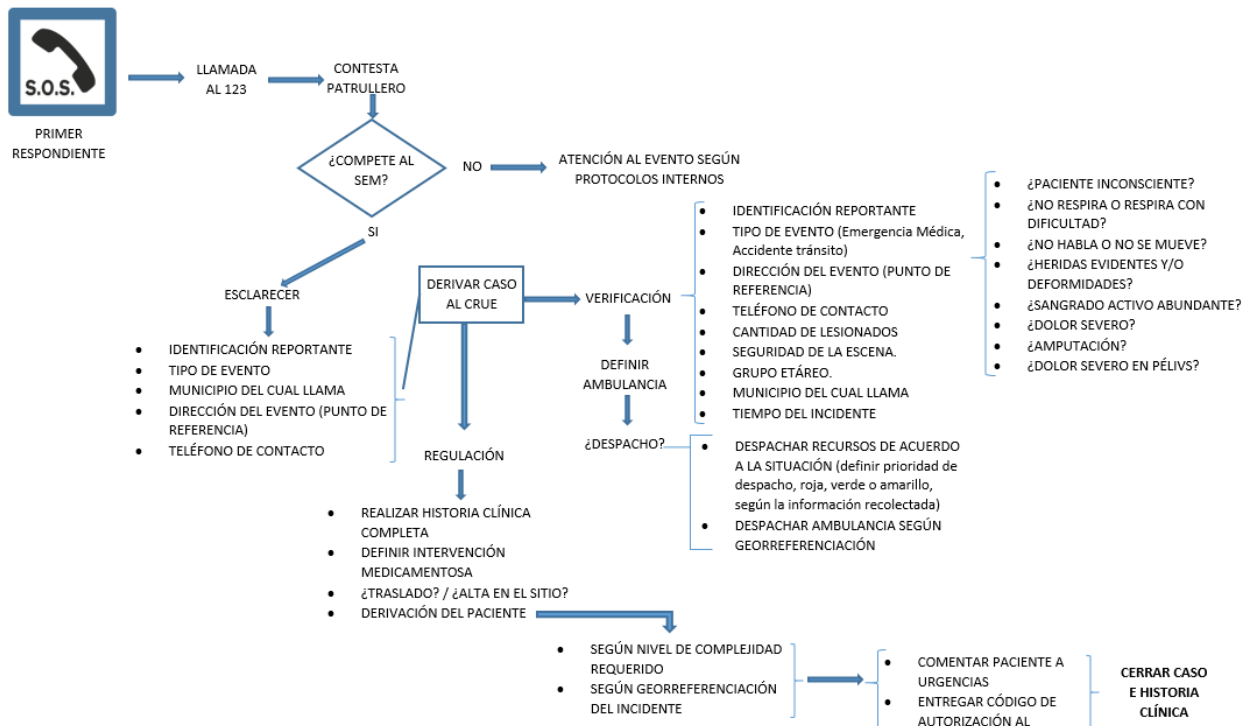 S.O.S.
PRIMER
RESPONDIENTE
LLAMADA
AL 123
CONTESTA
PATRULLERO
¿COMPETE AL
SEM?
NO
ATENCIÓN AL EVENTO SEGÚN
PROTOCOLOS INTERNOS
SI
ESCLARECER
• IDENTIFICACIÓN REPORTANTE
• TIPO DE EVENTO
• MUNICIPIO DEL CUAL LLAMA
• DIRECCIÓN DEL EVENTO (PUNTO DE
REFERENCIA)
• TELÉFONO DE CONTACTO
DERIVAR CASO
AL CRUE
VERIFICACIÓN
• IDENTIFICACIÓN REPORTANTE
• TIPO DE EVENTO (Emergencia Médica,
Accidente tránsito)
• DIRECCIÓN DEL EVENTO (PUNTO DE
REFERENCIA)
• TELÉFONO DE CONTACTO
• CANTIDAD DE LESIONADOS
• SEGURIDAD DE LA ESCENA.
• GRUPO ETÁREO.
• MUNICIPIO DEL CUAL LLAMA
• TIEMPO DEL INCIDENTE
• ¿PACIENTE INCONSCIENTE?
• ¿NO RESPIRA O RESPIRA CON
DIFICULTAD?
• ¿NO HABLA O NO SE MUEVE?
• ¿HERIDAS EVIDENTES Y/O
DEFORMIDADES?
• ¿SANGRADO ACTIVO ABUNDANTE?
• ¿DOLOR SEVERO?
• ¿AMPUTACIÓN?
• ¿DOLOR SEVERO EN PÉLIVS?
DEFINIR
AMBULANCIA
¿DESPACHO?
• DESPACHAR RECURSOS DE ACUERDO
A LA SITUACIÓN (definir prioridad de
despacho, roja, verde o amarillo,
según la información recolectada)
• DESPACHAR AMBULANCIA SEGÚN
GEORREFERENCIACIÓN
REGULACIÓN
• REALIZAR HISTORIA CLÍNICA
COMPLETA
• DEFINIR INTERVENCIÓN
MEDICAMENTOSA
• ¿TRASLADO? / ¿ALTA EN EL SITIO?
• DERIVACIÓN DEL PACIENTE
• SEGÚN NIVEL DE COMPLEJIDAD
REQUERIDO
• SEGÚN GEORREFERENCIACIÓN
DEL INCIDENTE
• COMENTAR PACIENTE A
URGENCIAS
• ENTREGAR CÓDIGO DE
AUTORIZACIÓN AL
CERRAR CASO
E HISTORIA
CLÍNICA